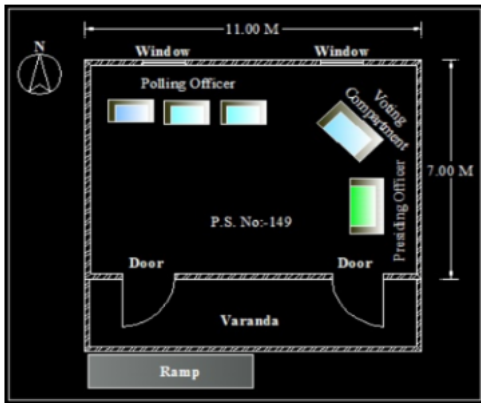 11.00 M
N
Window
Window
Polling Officer
Voting
Compartment
7.00 M
Presiding Officer
P.S. No:-149
Door
Door
Varanda
Ramp